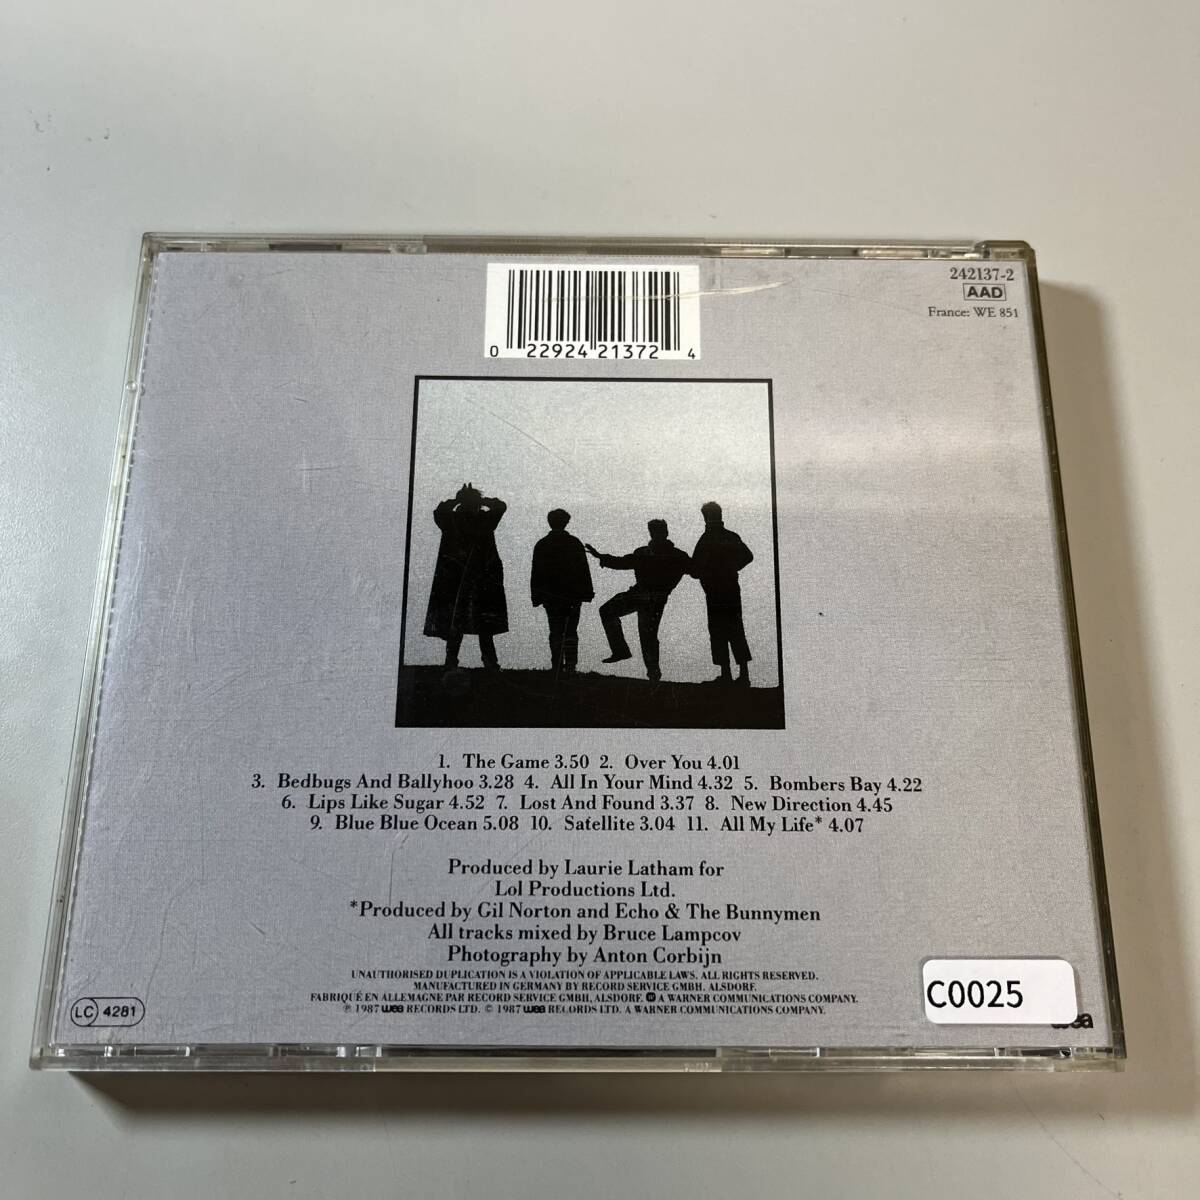 242137-2
AAD
France: WE 851
0 22924 21372 4
1. The Game 3.50 2. Over You 4.01
3. Bedbugs And Ballyhoo 3.28 4. All In Your Mind 4.32 5. Bombers Bay 4.22
6. Lips Like Sugar 4.52 7. Lost And Found 3.37 8. New Direction 4.45
9. Blue Blue Ocean 5.08 10. Satellite 3.04 11. All My Life* 4.07
Produced by Laurie Latham for
Lol Productions Ltd.
*Produced by Gil Norton and Echo & The Bunnymen
All tracks mixed by Bruce Lampcov
Photography by Anton Corbijn
UNAUTHORISED DUPLICATION IS A VIOLATION OF APPLICABLE LAWS. ALL RIGHTS RESERVED.
MANUFACTURED IN GERMANY BY RECORD SERVICE GMBH, ALSDORF.
FABRIQUÉ EN ALLEMAGNE PAR RECORD SERVICE GMBH, ALSDORF. A WARNER COMMUNICATIONS COMPANY.
℗ 1987 wea RECORDS LTD. © 1987 wea RECORDS LTD. A WARNER COMMUNICATIONS COMPANY.
LC 4281
C0025